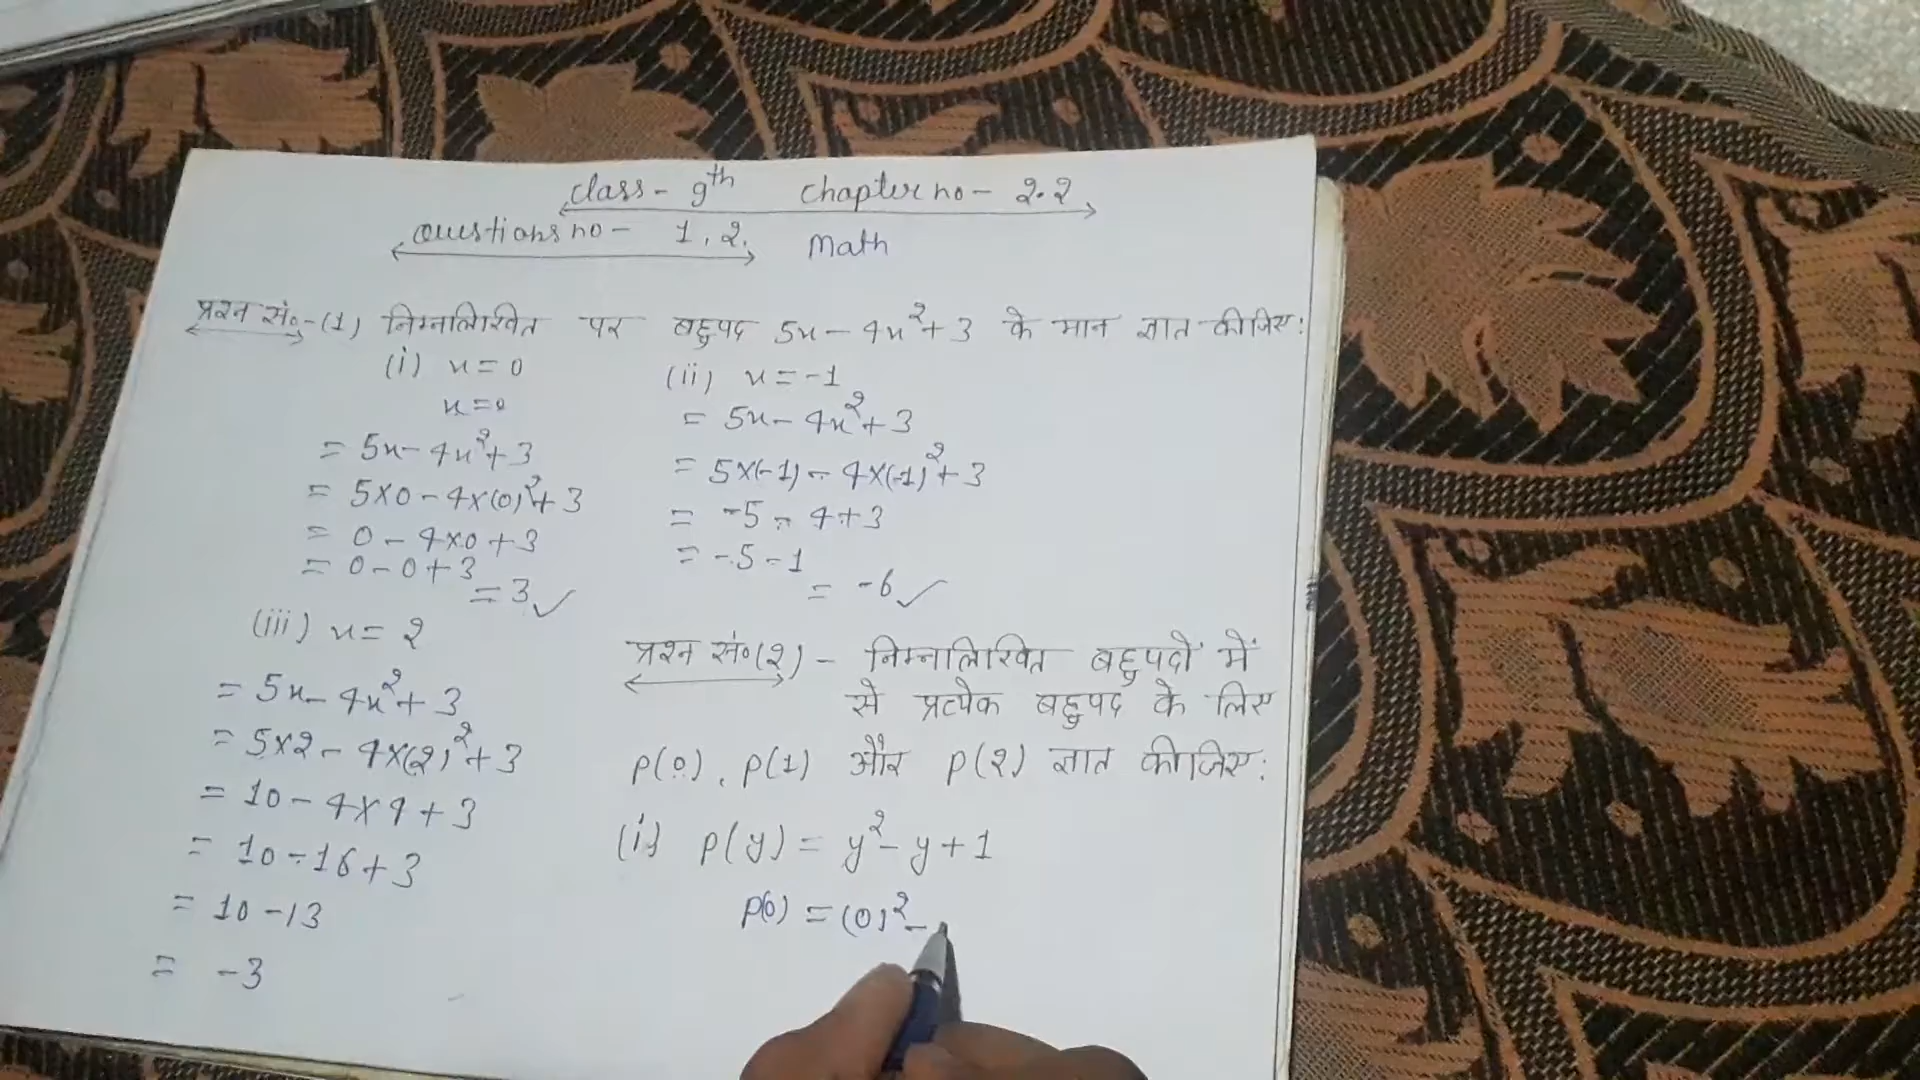 class - 9th chapter no - 2.2
questions no - 1, 2. Math
प्रश्न सं०-(1) निम्नलिखित पर बहुपद 5x - 4x² + 3 के मान ज्ञात कीजिए:
(i) x = 0
x = 0
= 5x - 4x² + 3
= 5×0 - 4×(0)² + 3
= 0 - 4×0 + 3
= 0 - 0 + 3
= 3 ✓
(ii) x = -1
= 5x - 4x² + 3
= 5×(-1) - 4×(-1)² + 3
= -5 - 4 + 3
= -5 - 1
= -6 ✓
(iii) x = 2
= 5x - 4x² + 3
= 5×2 - 4×(2)² + 3
= 10 - 4×4 + 3
= 10 - 16 + 3
= 10 - 13
= -3
प्रश्न सं०(2) - निम्नलिखित बहुपदों में
से प्रत्येक बहुपद के लिए
p(0), p(1) और p(2) ज्ञात कीजिए:
(i) p(y) = y² - y + 1
p(0) = (0)² -